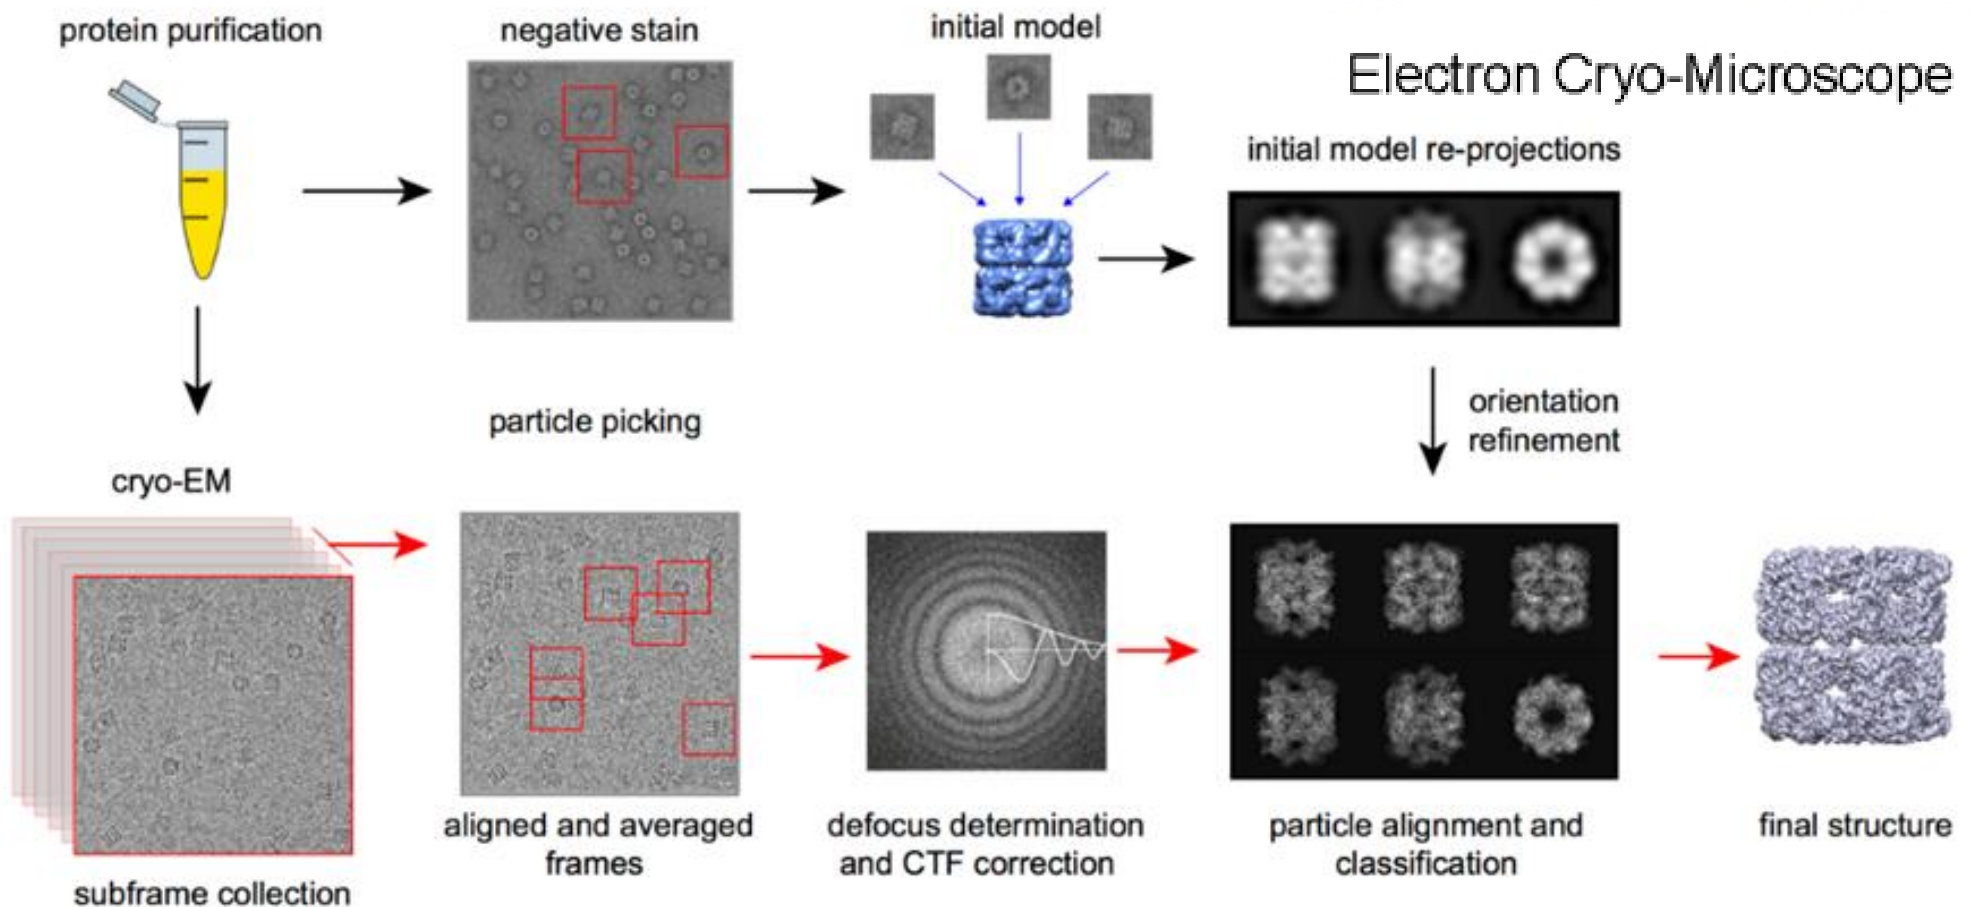 protein purification
negative stain
initial model
Electron Cryo-Microscope
initial model re-projections
orientation
refinement
particle picking
cryo-EM
aligned and averaged
frames
defocus determination
and CTF correction
particle alignment and
classification
final structure
subframe collection